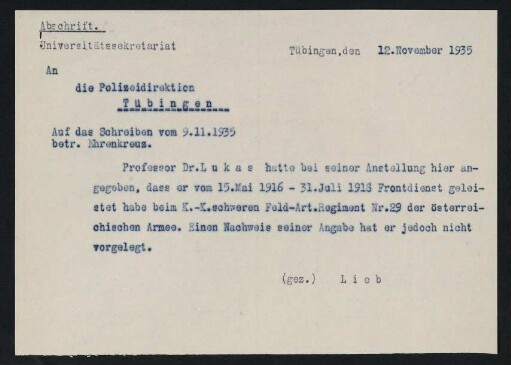 Abschrift.
Universitätssekretariat
Tübingen,den 12.November 1935
An
die Polizeidirektion
Tübingen
Auf das Schreiben vom 9.11.1935
betr. Ehrenkreuz.
Professor Dr.Lukas hatte bei seiner Anstellung hier an-
gegeben, dass er vom 15.Mai 1916 - 31.Juli 1918 Frontdienst gelei-
stet habe beim K.-K.schweren Feld-Art.Regiment Nr.29 der österrei-
chischen Armee. Einen Nachweis seiner Angabe hat er jedoch nicht
vorgelegt.
(gez.) Lieb